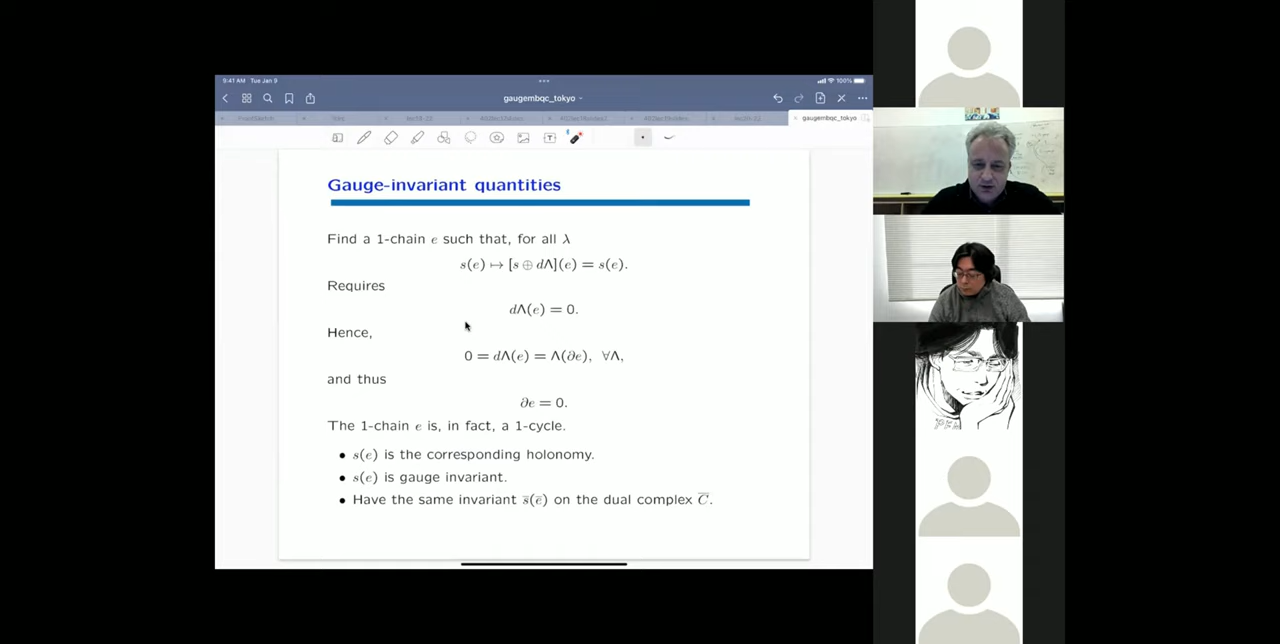 9:41 AM Tue Jan 9
100%
gaugembqc_tokyo
gaugembqc_tokyo
Gauge-invariant quantities
Find a 1-chain e such that, for all λ
s(e) ↦ [s ⊕ dΛ](e) = s(e).
Requires
dΛ(e) = 0.
Hence,
0 = dΛ(e) = Λ(∂e), ∀Λ,
and thus
∂e = 0.
The 1-chain e is, in fact, a 1-cycle.
• s(e) is the corresponding holonomy.
• s(e) is gauge invariant.
• Have the same invariant s̄(ē) on the dual complex C̅.